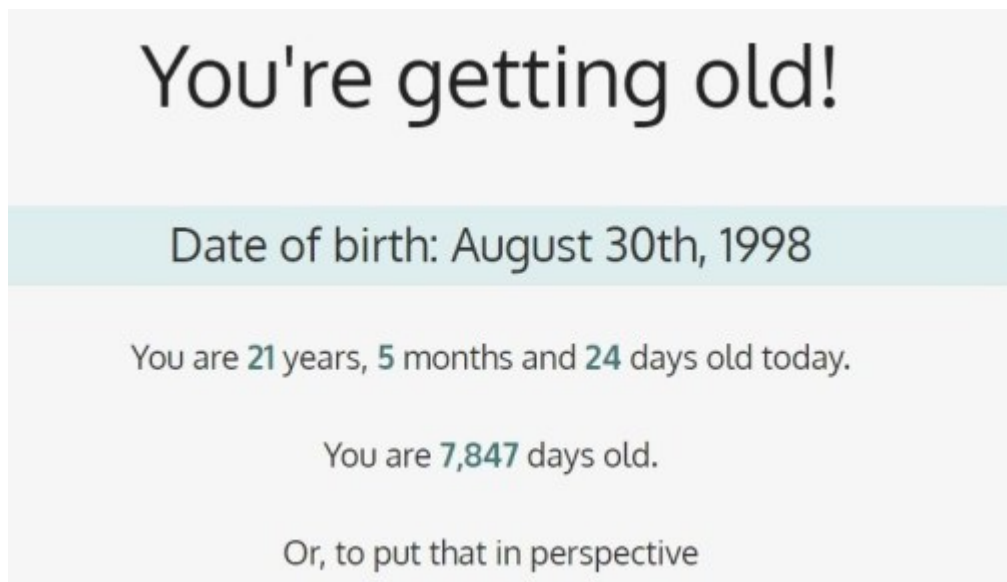 You're getting old!
Date of birth: August 30th, 1998
You are 21 years, 5 months and 24 days old today.
You are 7,847 days old.
Or, to put that in perspective